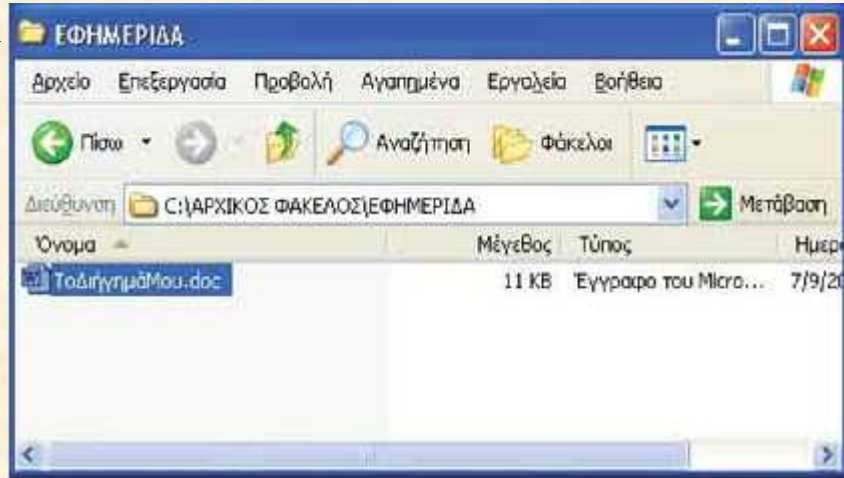 ΕΦΗΜΕΡΙΔΑ
Αρχείο Επεξεργασία Προβολή Αγαπημένα Εργαλεία Βοήθεια
Πίσω Αναζήτηση Φάκελοι
Διεύθυνση C:\ΑΡΧΙΚΟΣ ΦΑΚΕΛΟΣ\ΕΦΗΜΕΡΙΔΑ Μετάβαση
Όνομα Μέγεθος Τύπος Ημερ
ΤοΔιήγημάΜου.doc 11 KB Έγγραφο του Micro... 7/9/20